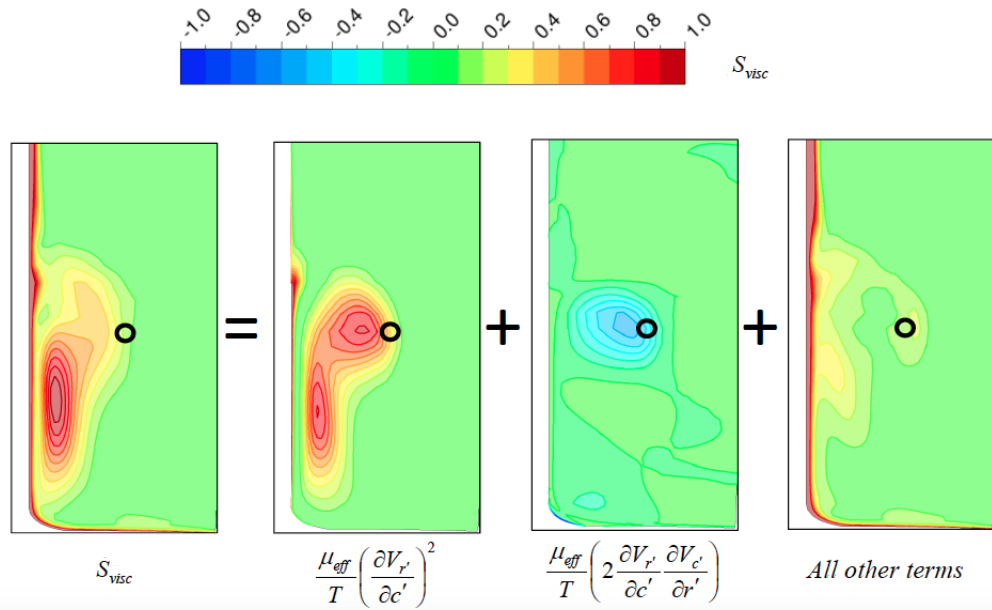 -1.0 -0.8 -0.6 -0.4 -0.2 0.0 0.2 0.4 0.6 0.8 1.0
S_visc
= + +
Ṡ_visc
μ_eff/T (∂V_r'/∂c')^2
μ_eff/T (2 ∂V_r'/∂c' ∂V_c'/∂r')
All other terms